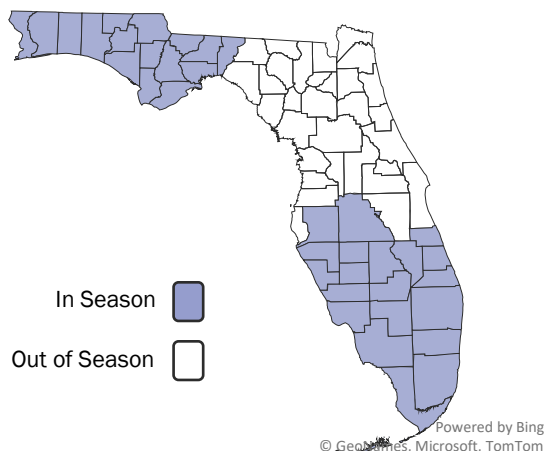 In Season
Out of Season
Powered by Bing
© GeoNames, Microsoft, TomTom